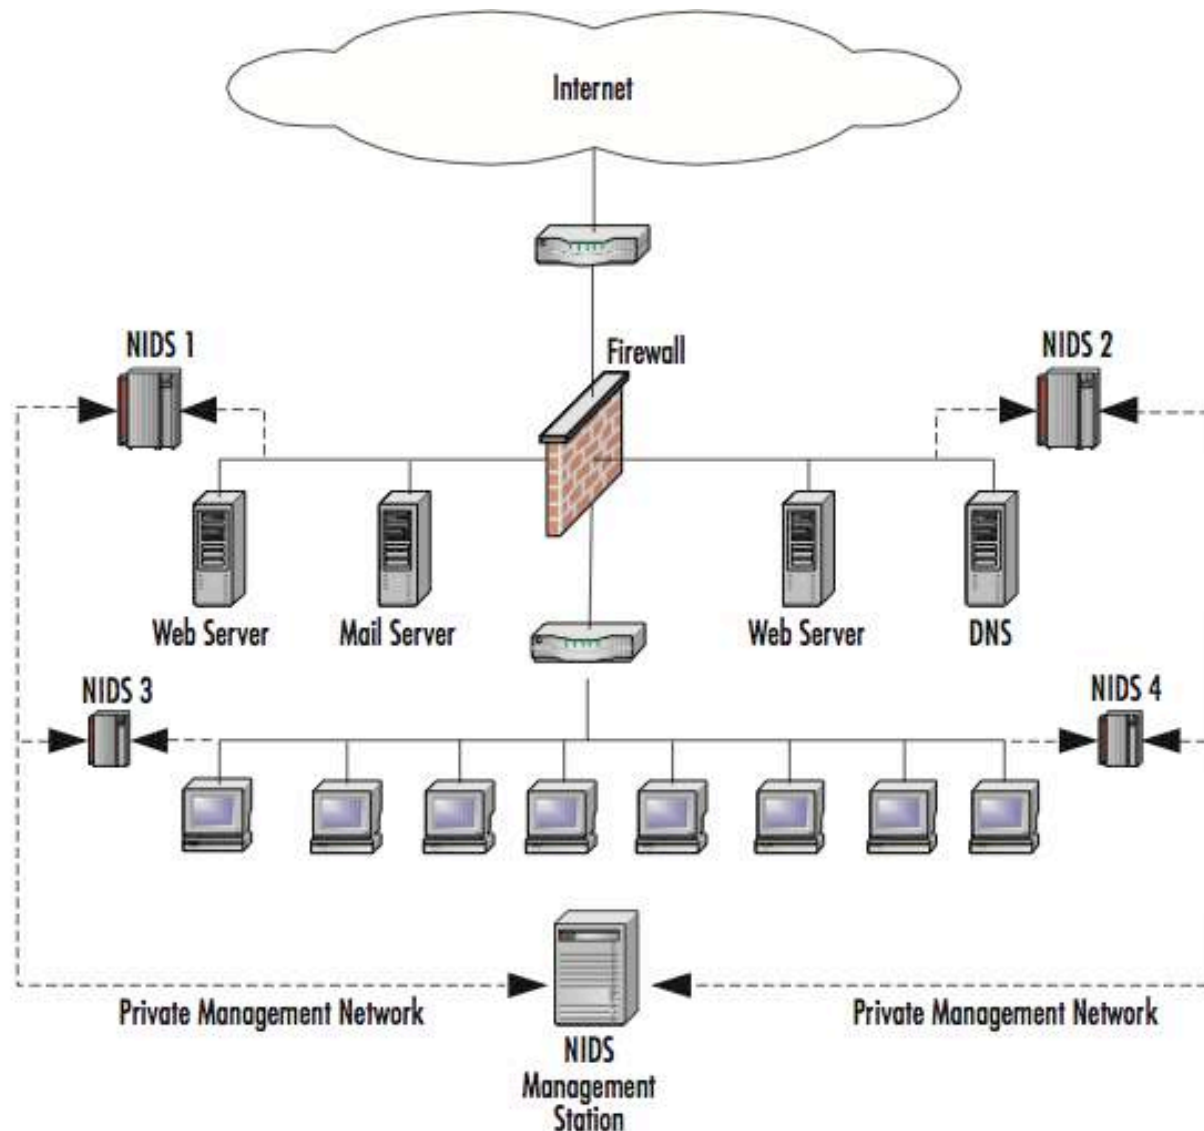 Internet
NIDS 1
Firewall
NIDS 2
Web Server
Mail Server
Web Server
DNS
NIDS 3
NIDS 4
Private Management Network
Private Management Network
NIDS
Management
Station